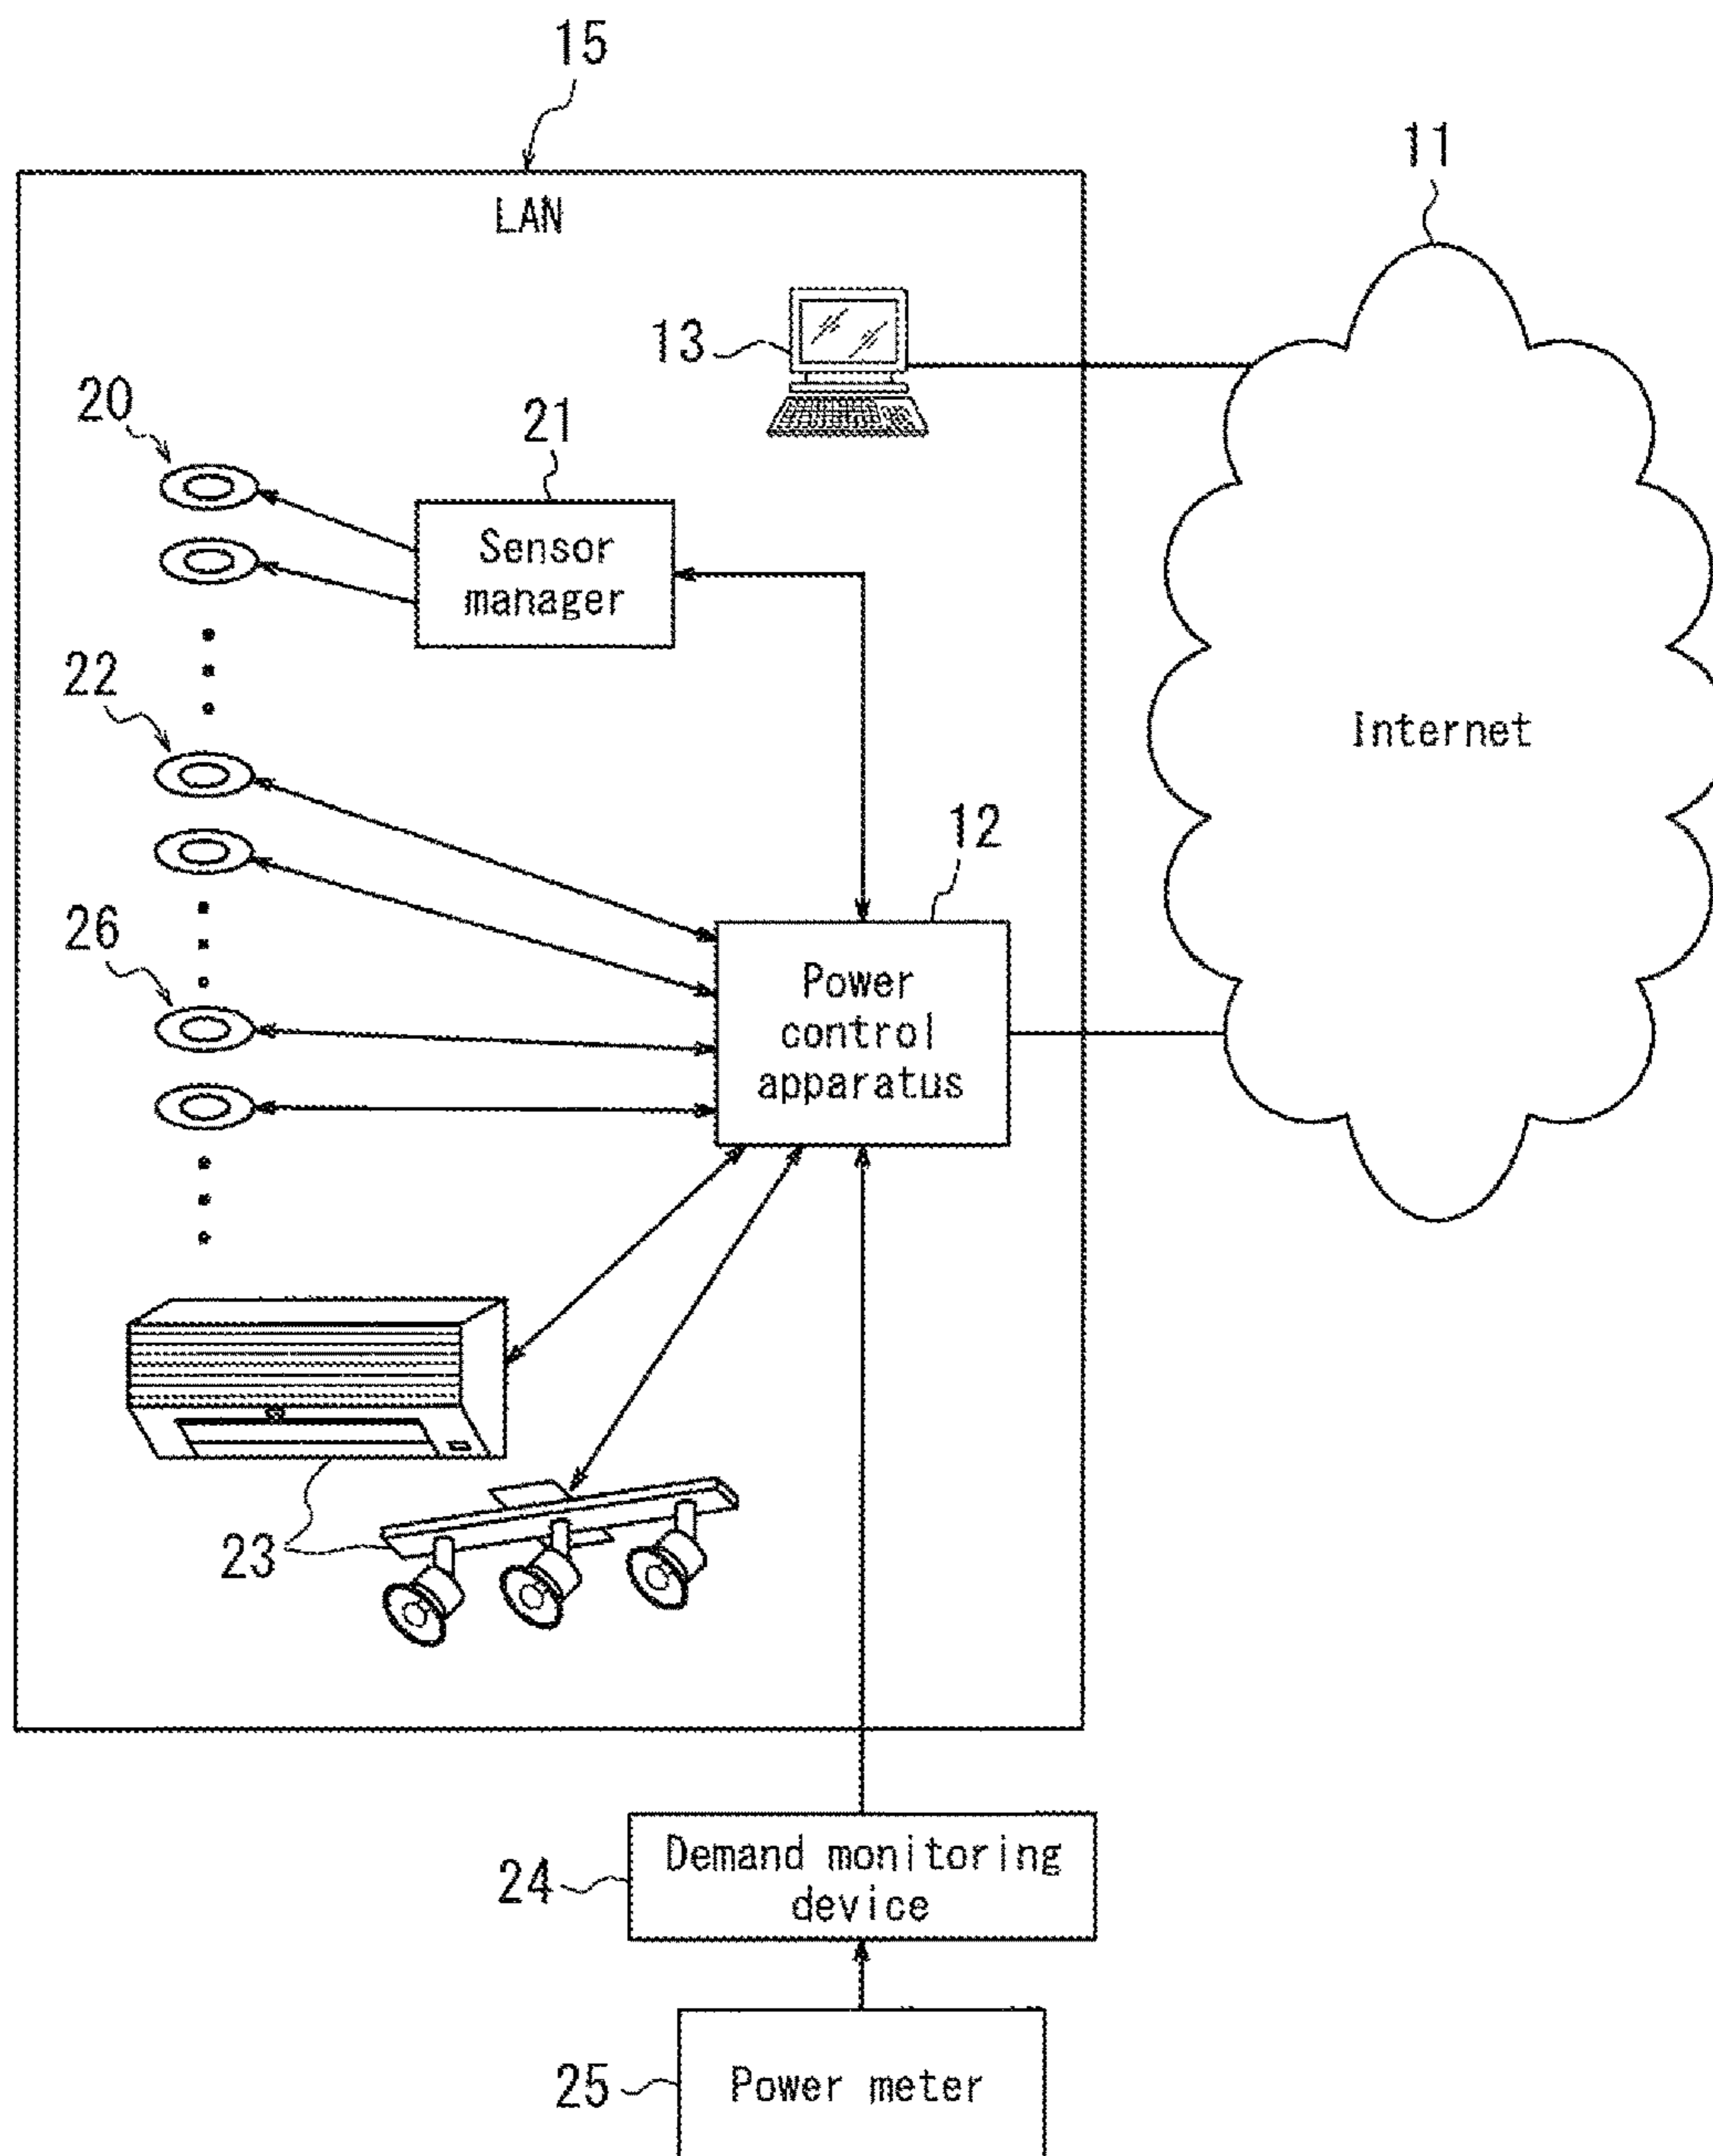 15
11
LAN
13
20
21
Sensor
manager
22
Internet
12
26
Power
control
apparatus
23
Demand monitoring
device
24
25
Power meter